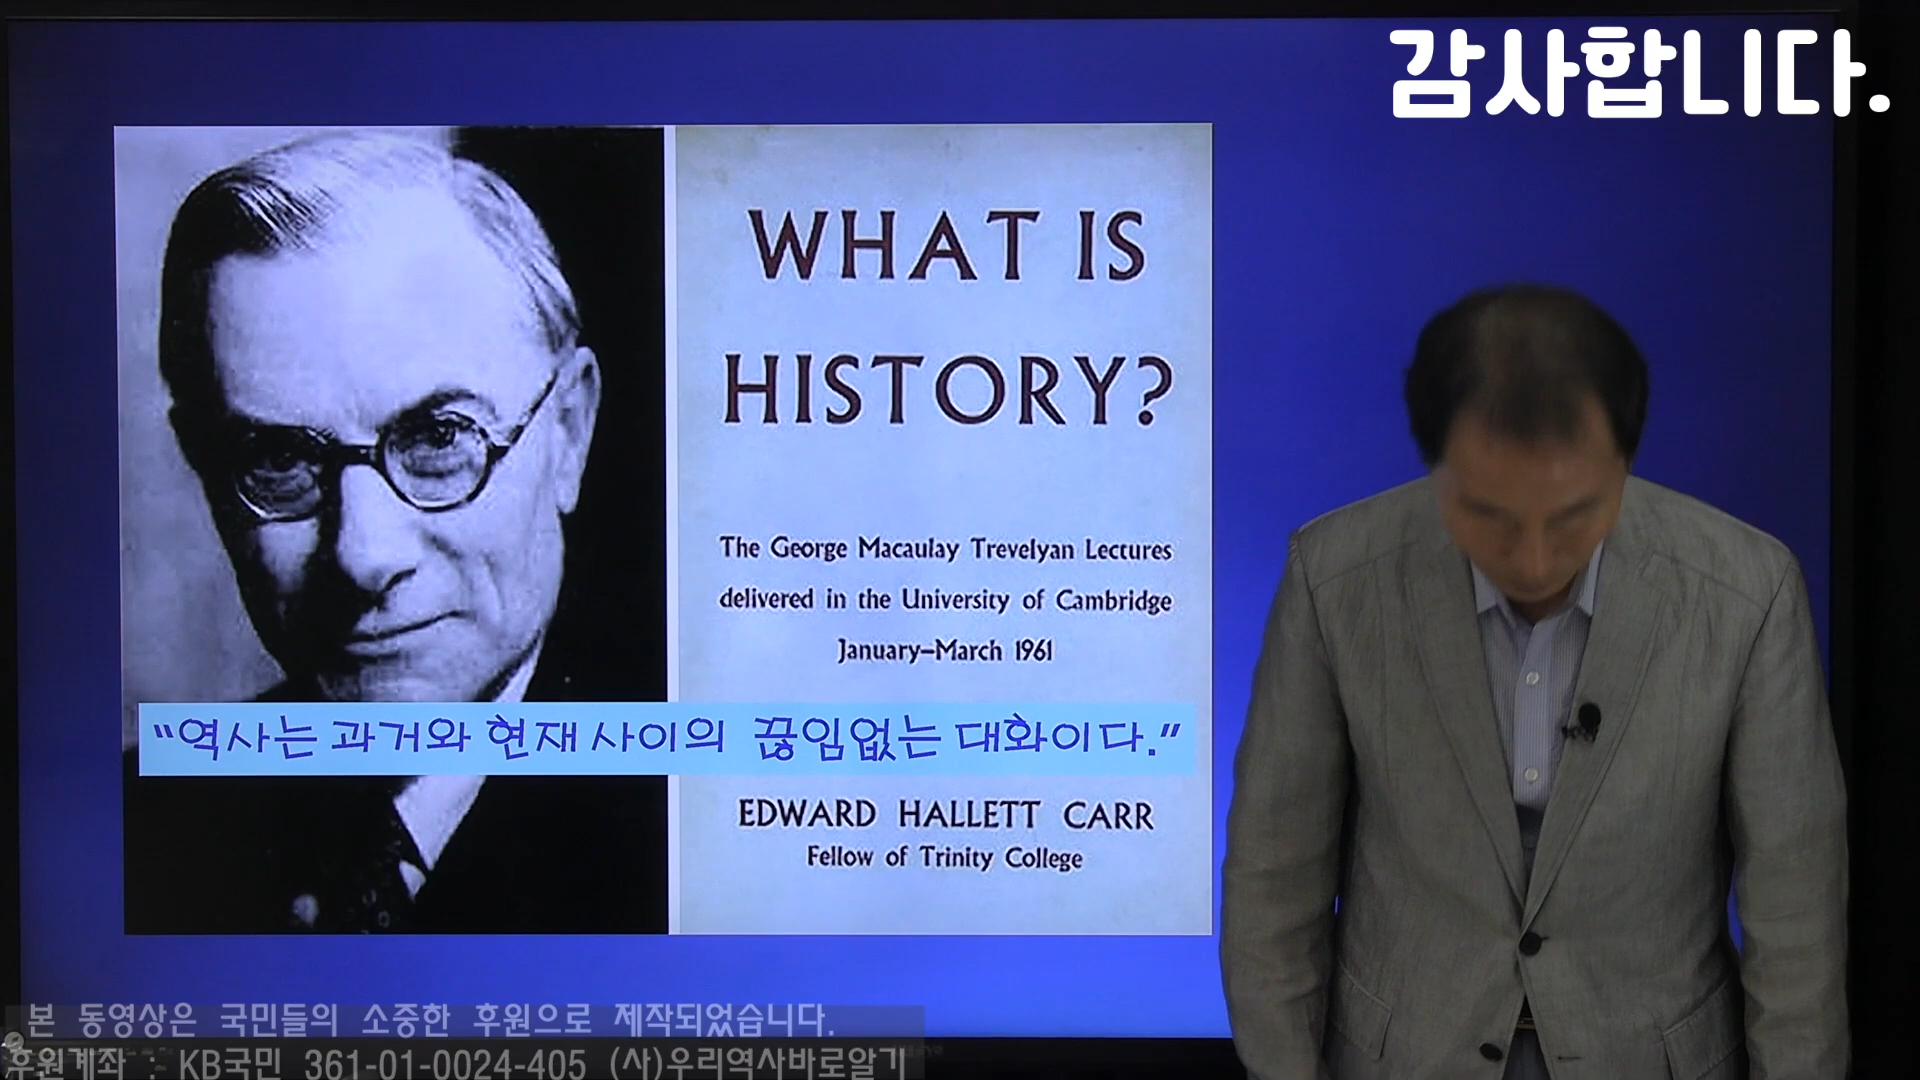 감사합니다.
WHAT IS
HISTORY?
The George Macaulay Trevelyan Lectures
delivered in the University of Cambridge
January–March 1961
"역사는 과거와 현재 사이의 끊임없는 대화이다."
EDWARD HALLETT CARR
Fellow of Trinity College
본 동영상은 국민들의 소중한 후원으로 제작되었습니다.
후원계좌 : KB국민 361-01-0024-405 (사)우리역사바로알기